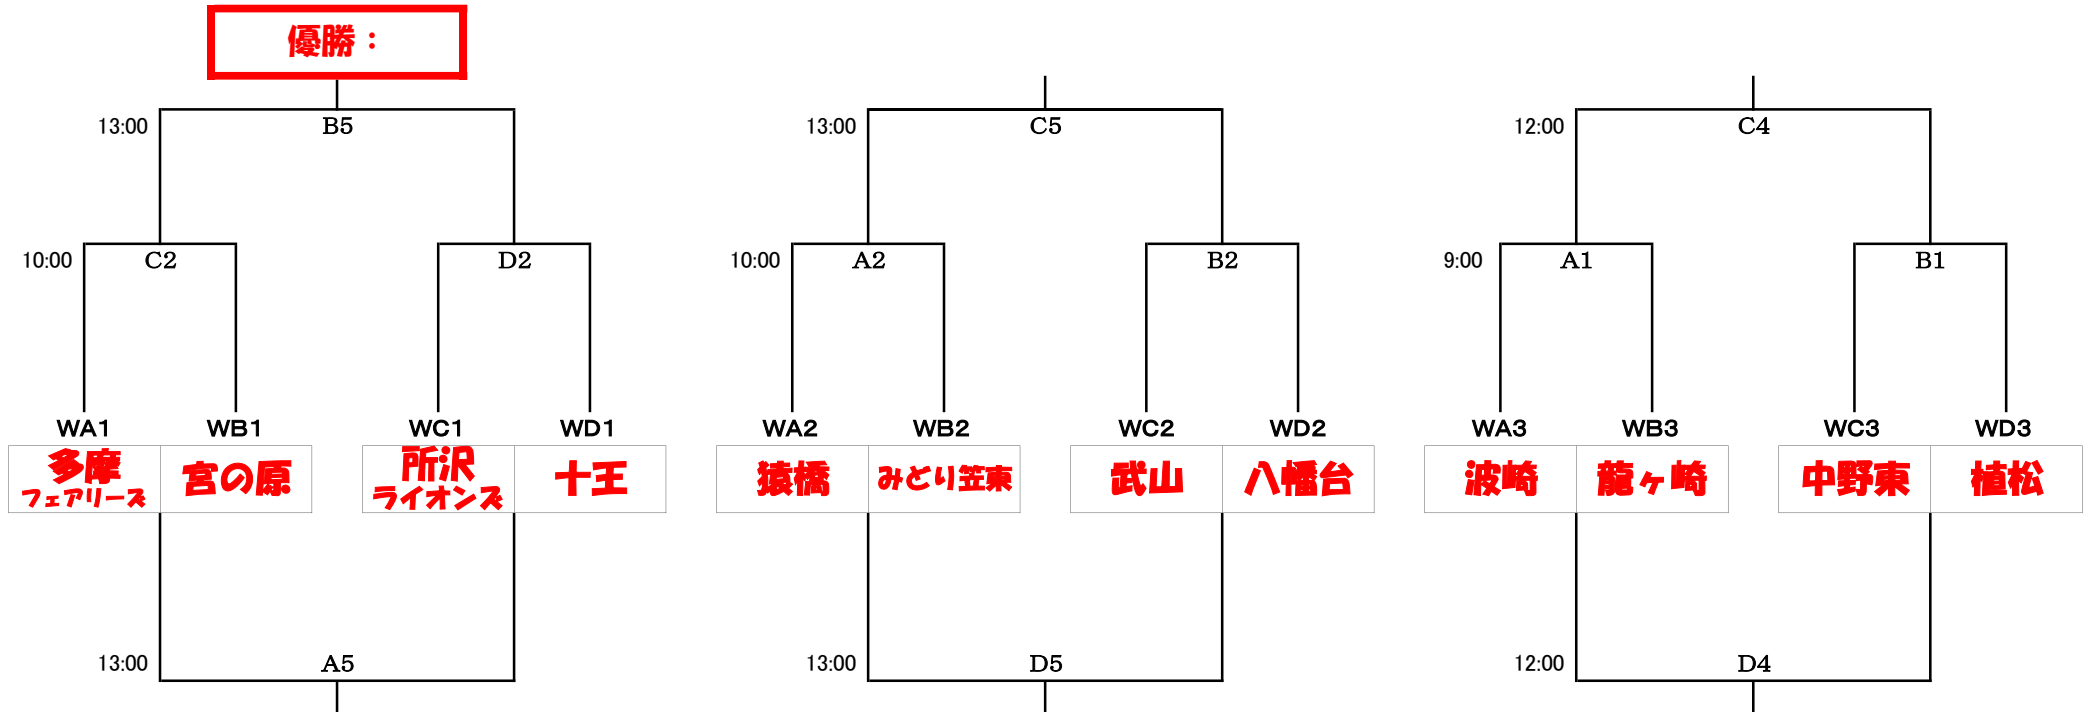 優勝：
13:00 B5 13:00 C5 12:00 C4
10:00 C2 D2 10:00 A2 B2 9:00 A1 B1
WA1 WB1 WC1 WD1 WA2 WB2 WC2 WD2 WA3 WB3 WC3 WD3
多摩 宮の原 所沢 十王 猿橋 みどり笠東 武山 八幡台 波崎 龍ヶ崎 中野東 植松
フェアリーズ ライオンズ
13:00 A5 13:00 D5 12:00 D4